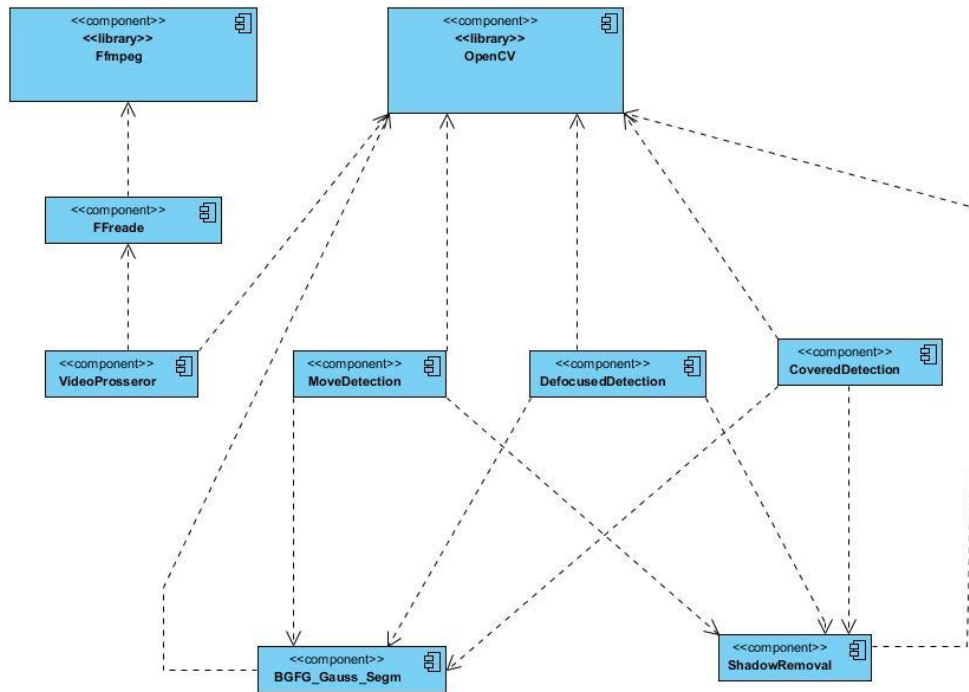 <<component>>
<<library>>
Ffmpeg
<<component>>
<<library>>
OpenCV
<<component>>
FFreade
<<component>>
VideoProsseror
<<component>>
MoveDetection
<<component>>
DefocusedDetection
<<component>>
CoveredDetection
<<component>>
BGFG_Gauss_Segm
<<component>>
ShadowRemoval